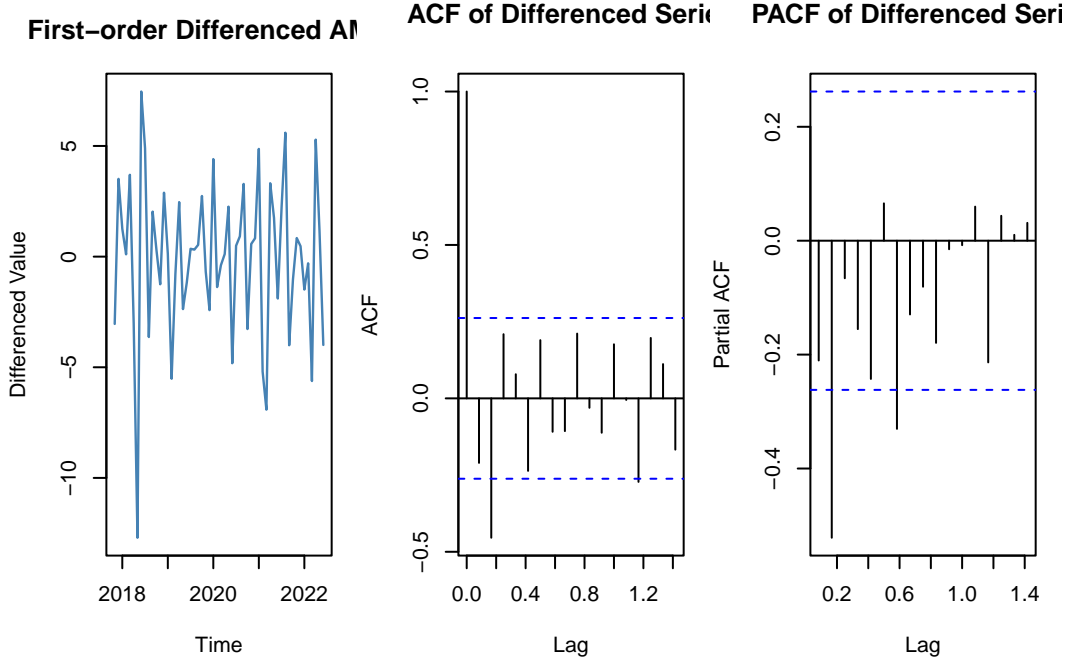 First−order Differenced AM
Differenced Value
5
0
−5
−10
2018
2020
2022
Time
ACF of Differenced Serie
ACF
1.0
0.5
0.0
−0.5
0.0
0.4
0.8
1.2
Lag
PACF of Differenced Seri
Partial ACF
0.2
0.0
−0.2
−0.4
0.2
0.6
1.0
1.4
Lag